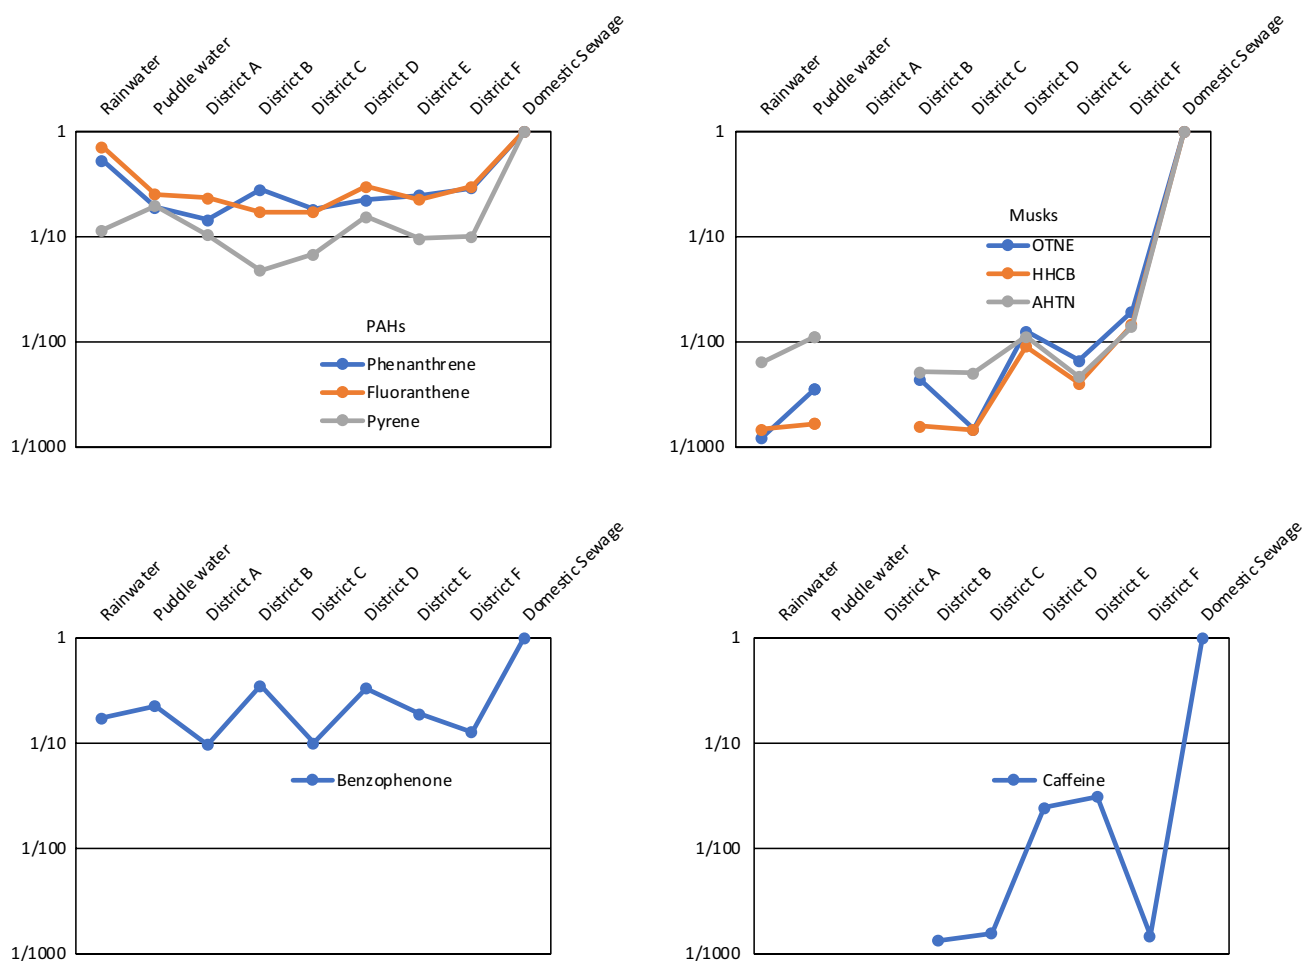 Rainwater
Puddle water
District A
District B
District C
District D
District E
District F
Domestic Sewage
1
1/10
1/100
1/1000
PAHs
Phenanthrene
Fluoranthene
Pyrene
Rainwater
Puddle water
District A
District B
District C
District D
District E
District F
Domestic Sewage
1
1/10
1/100
1/1000
Musks
OTNE
HHCB
AHTN
Rainwater
Puddle water
District A
District B
District C
District D
District E
District F
Domestic Sewage
1
1/10
1/100
1/1000
Benzophenone
Rainwater
Puddle water
District A
District B
District C
District D
District E
District F
Domestic Sewage
1
1/10
1/100
1/1000
Caffeine